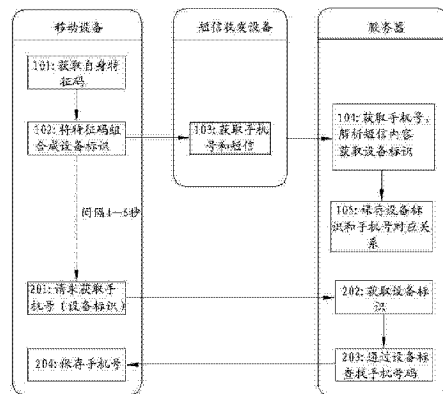 移动设备
短信收发设备
服务器
101:获取自身特
征码
102:将特征码组
合成设备标识
103:获取手机
号和短信
104:获取手机号,
解析短信内容
获取设备标识
105:保存设备标
识和手机号对应关
系
间隔4—5秒
201:请求获取手
机号(设备标识)
202:获取设备标
识
203:通过设备标
查找手机号码
204:保存手机号